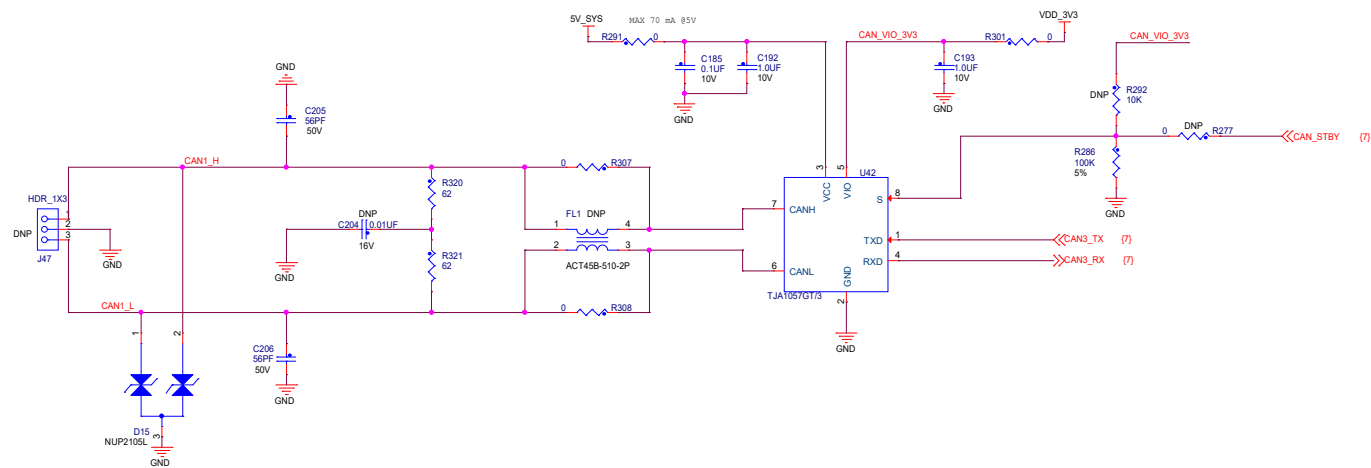 5V_SYS
MAX 70 mA @5V
R291
0
C185
0.1UF
10V
C192
1.0UF
10V
GND
CAN_VIO_3V3
R301
0
VDD_3V3
C193
1.0UF
10V
GND
CAN_VIO_3V3
DNP
R292
10K
0
DNP
R277
CAN_STBY
{7}
R286
100K
5%
GND
GND
C205
56PF
50V
CAN1_H
HDR_1X3
1
2
3
DNP
J47
GND
R320
62
DNP
C204
0.01UF
16V
GND
R321
62
0
R307
FL1
DNP
1
4
2
3
ACT45B-510-2P
0
R308
CAN1_L
C206
56PF
50V
GND
1
2
3
D15
NUP2105L
GND
U42
3
5
VCC
VIO
7
CANH
S
8
TXD
1
CAN3_TX
{7}
6
CANL
RXD
4
CAN3_RX
{7}
GND
2
TJA1057GT/3
GND